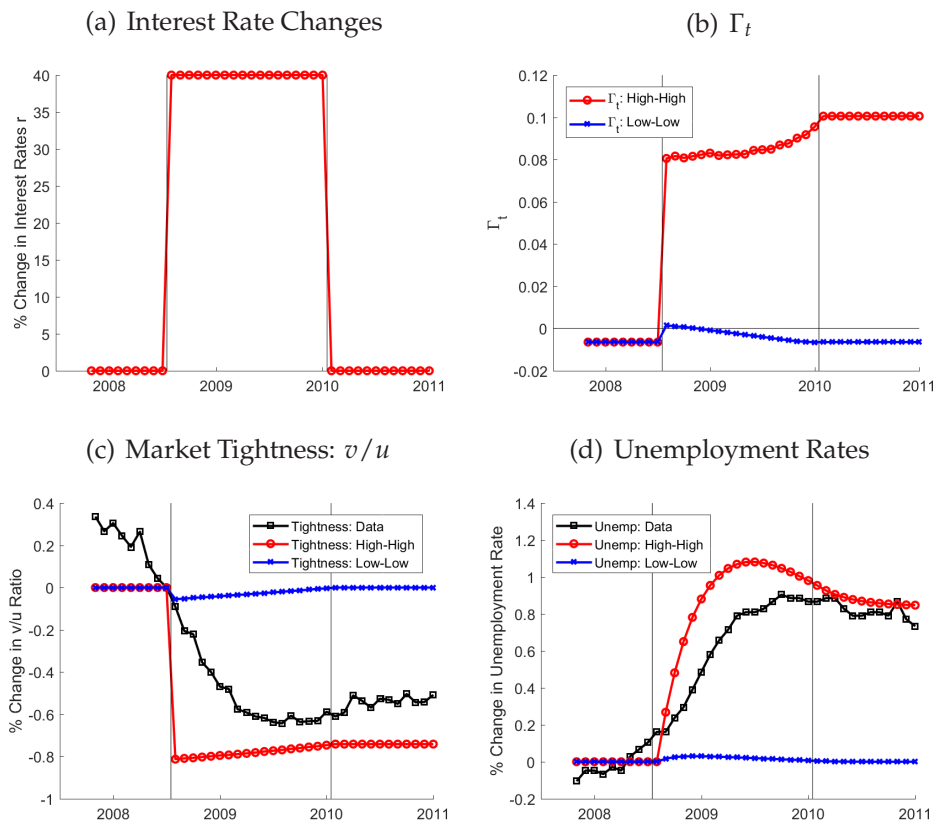 (a) Interest Rate Changes
% Change in Interest Rates r
40
35
30
25
20
15
10
5
0
2008 2009 2010 2011
(b) Γt
Γt
0.12
0.1
0.08
0.06
0.04
0.02
0
-0.02
Γt: High-High
Γt: Low-Low
2008 2009 2010 2011
(c) Market Tightness: v/u
% Change in v/u Ratio
0.4
0.2
0
-0.2
-0.4
-0.6
-0.8
-1
Tightness: Data
Tightness: High-High
Tightness: Low-Low
2008 2009 2010 2011
(d) Unemployment Rates
% Change in Unemployment Rate
1.4
1.2
1
0.8
0.6
0.4
0.2
0
-0.2
Unemp: Data
Unemp: High-High
Unemp: Low-Low
2008 2009 2010 2011